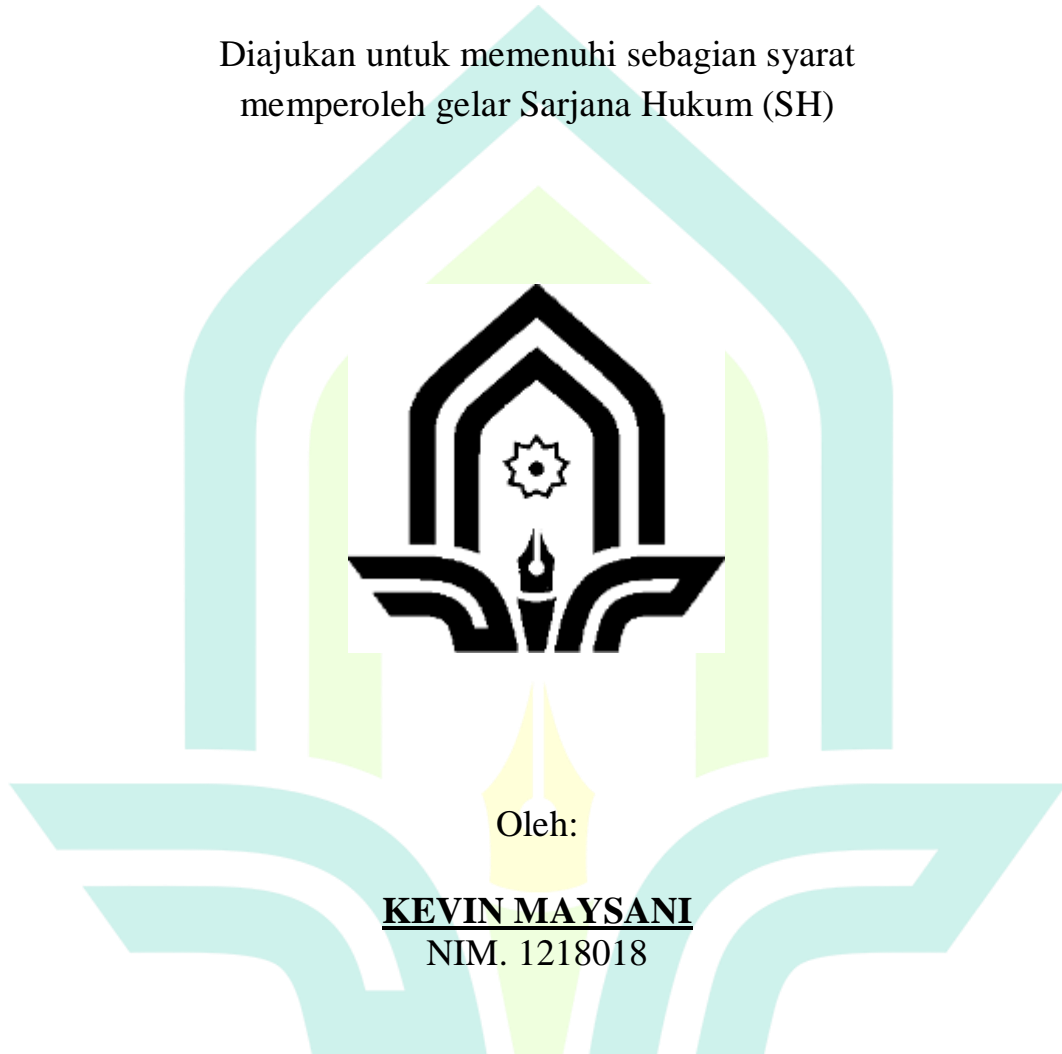 Diajukan untuk memenuhi sebagian syarat
memperoleh gelar Sarjana Hukum (SH)
Oleh:
KEVIN MAYSANI
NIM. 1218018